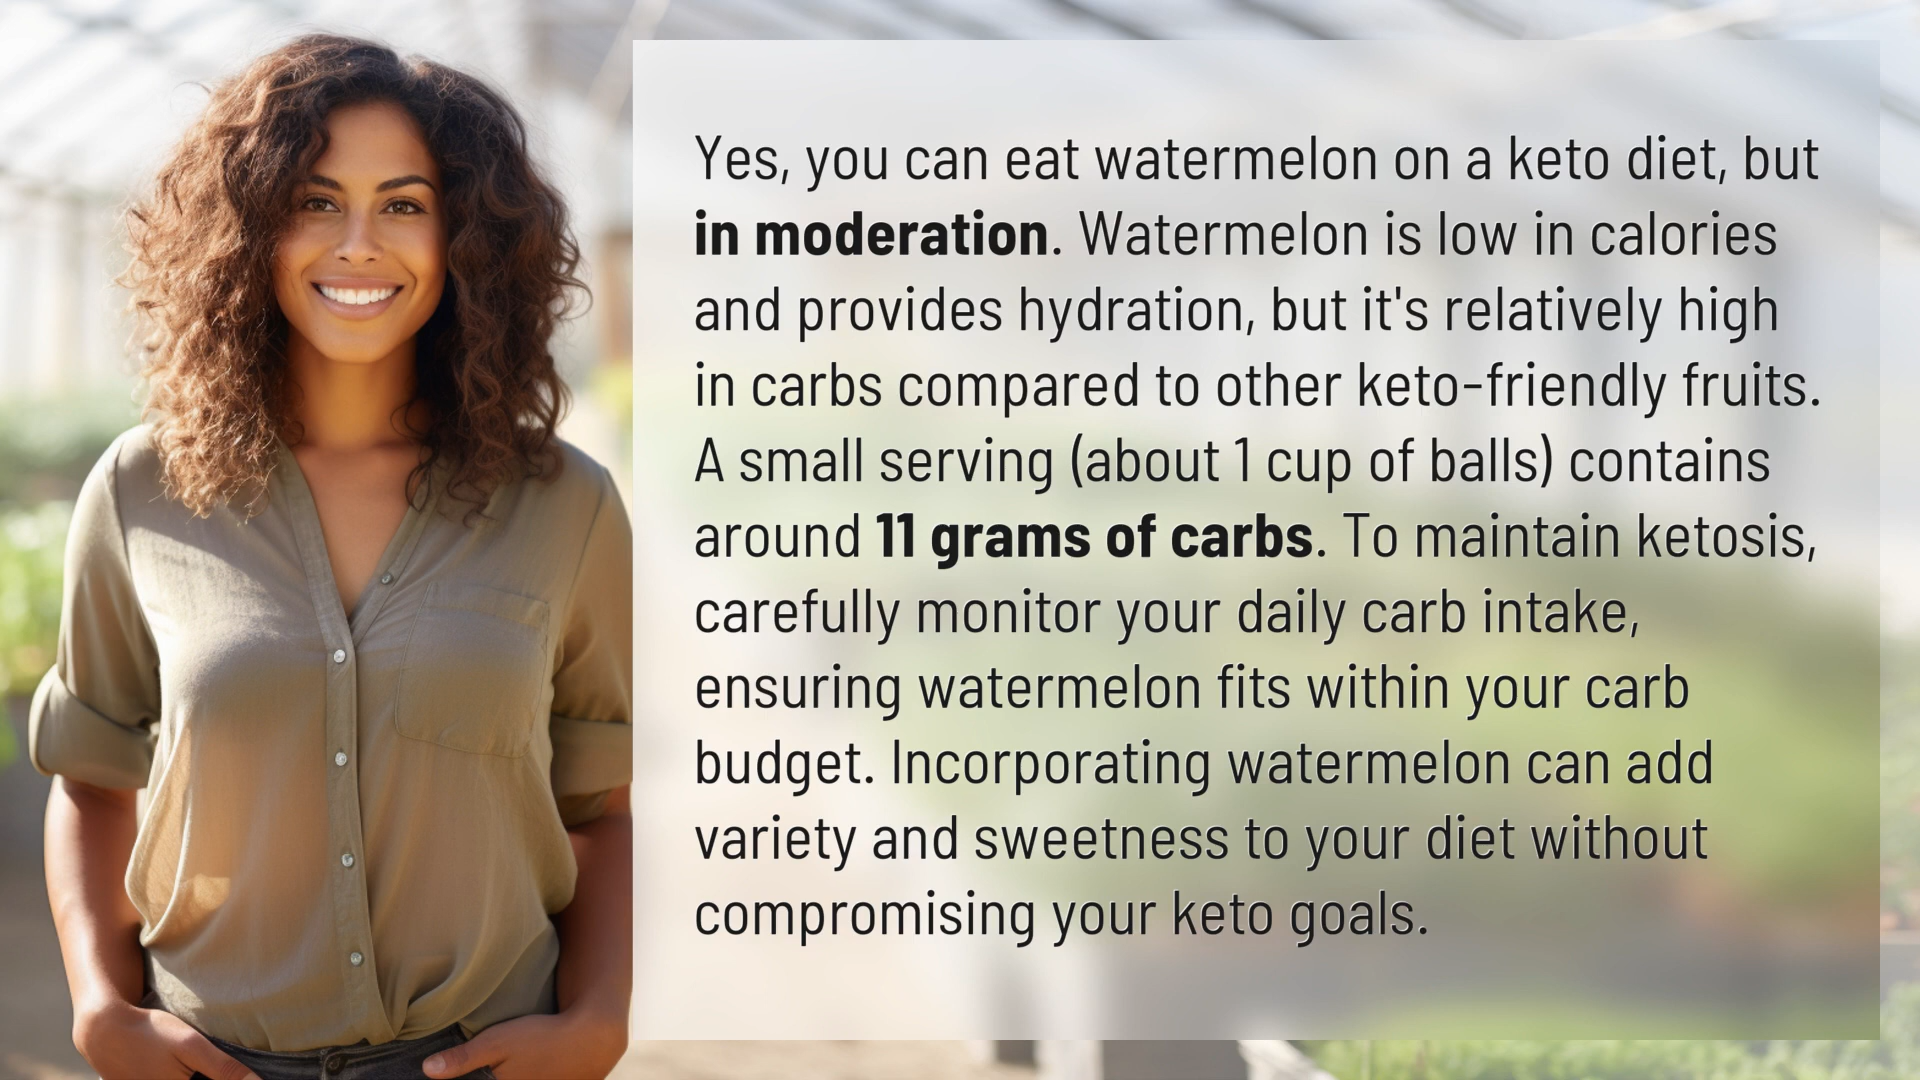 Yes, you can eat watermelon on a keto diet, but
in moderation. Watermelon is low in calories
and provides hydration, but it's relatively high
in carbs compared to other keto-friendly fruits.
A small serving (about 1 cup of balls) contains
around 11 grams of carbs. To maintain ketosis,
carefully monitor your daily carb intake,
ensuring watermelon fits within your carb
budget. Incorporating watermelon can add
variety and sweetness to your diet without
compromising your keto goals.